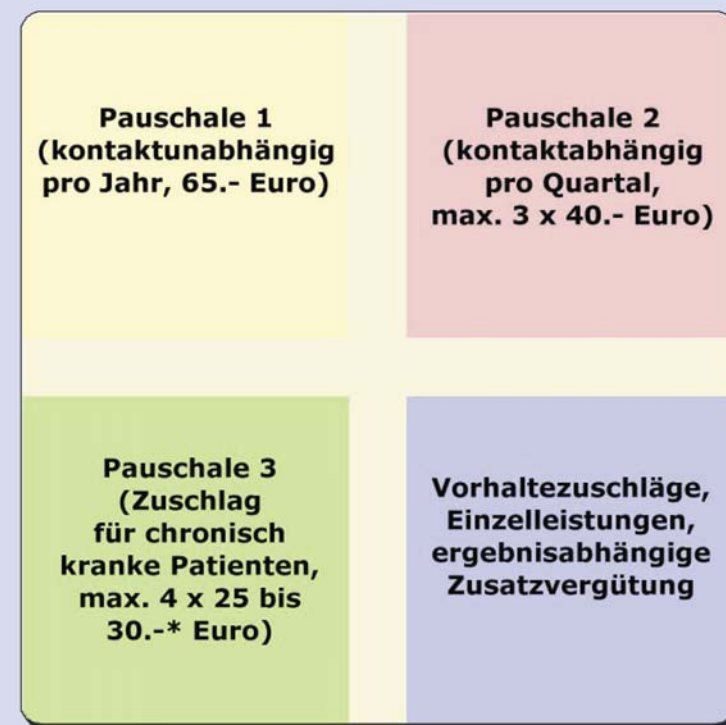 Pauschale 1
(kontaktunabhängig
pro Jahr, 65.- Euro)
Pauschale 2
(kontaktabhängig
pro Quartal,
max. 3 x 40.- Euro)
Pauschale 3
(Zuschlag
für chronisch
kranke Patienten,
max. 4 x 25 bis
30.-* Euro)
Vorhaltezuschläge,
Einzelleistungen,
ergebnisabhängige
Zusatzvergütung